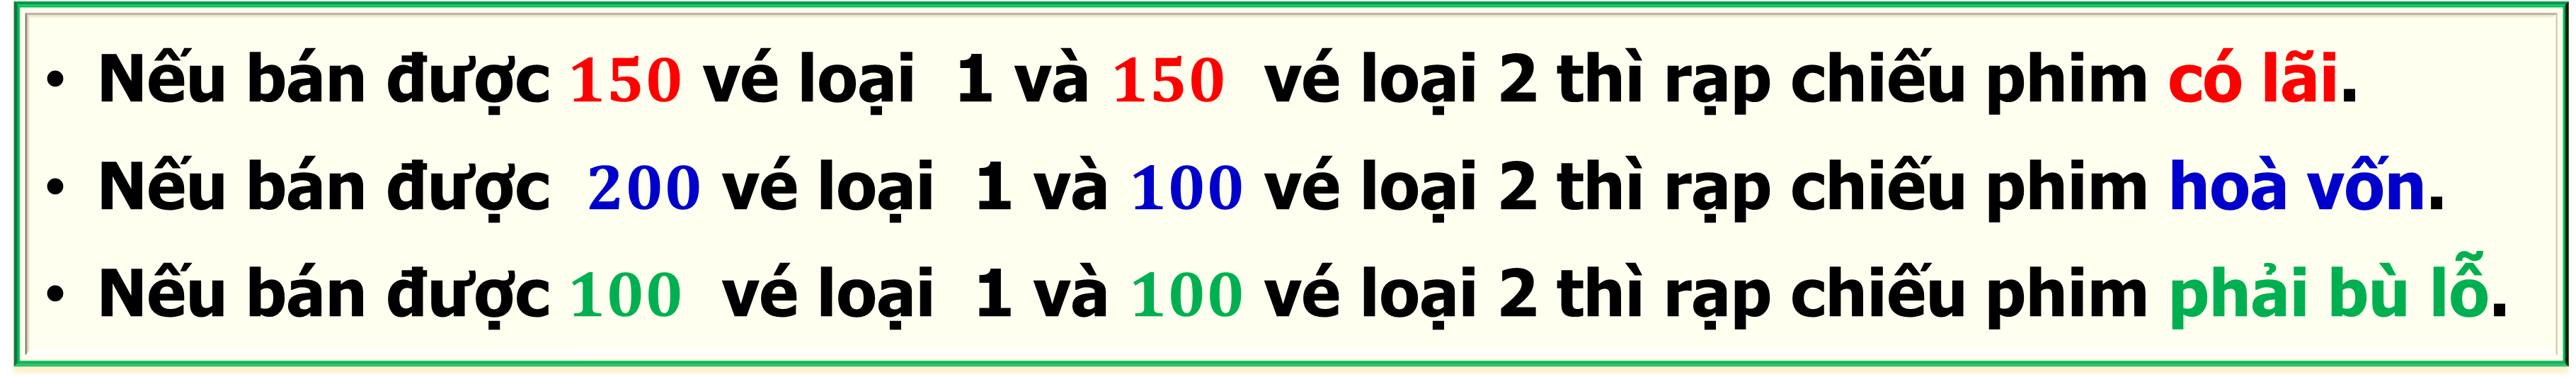 • Nếu bán được 150 vé loại 1 và 150 vé loại 2 thì rạp chiếu phim có lãi.
• Nếu bán được 200 vé loại 1 và 100 vé loại 2 thì rạp chiếu phim hoà vốn.
• Nếu bán được 100 vé loại 1 và 100 vé loại 2 thì rạp chiếu phim phải bù lỗ.